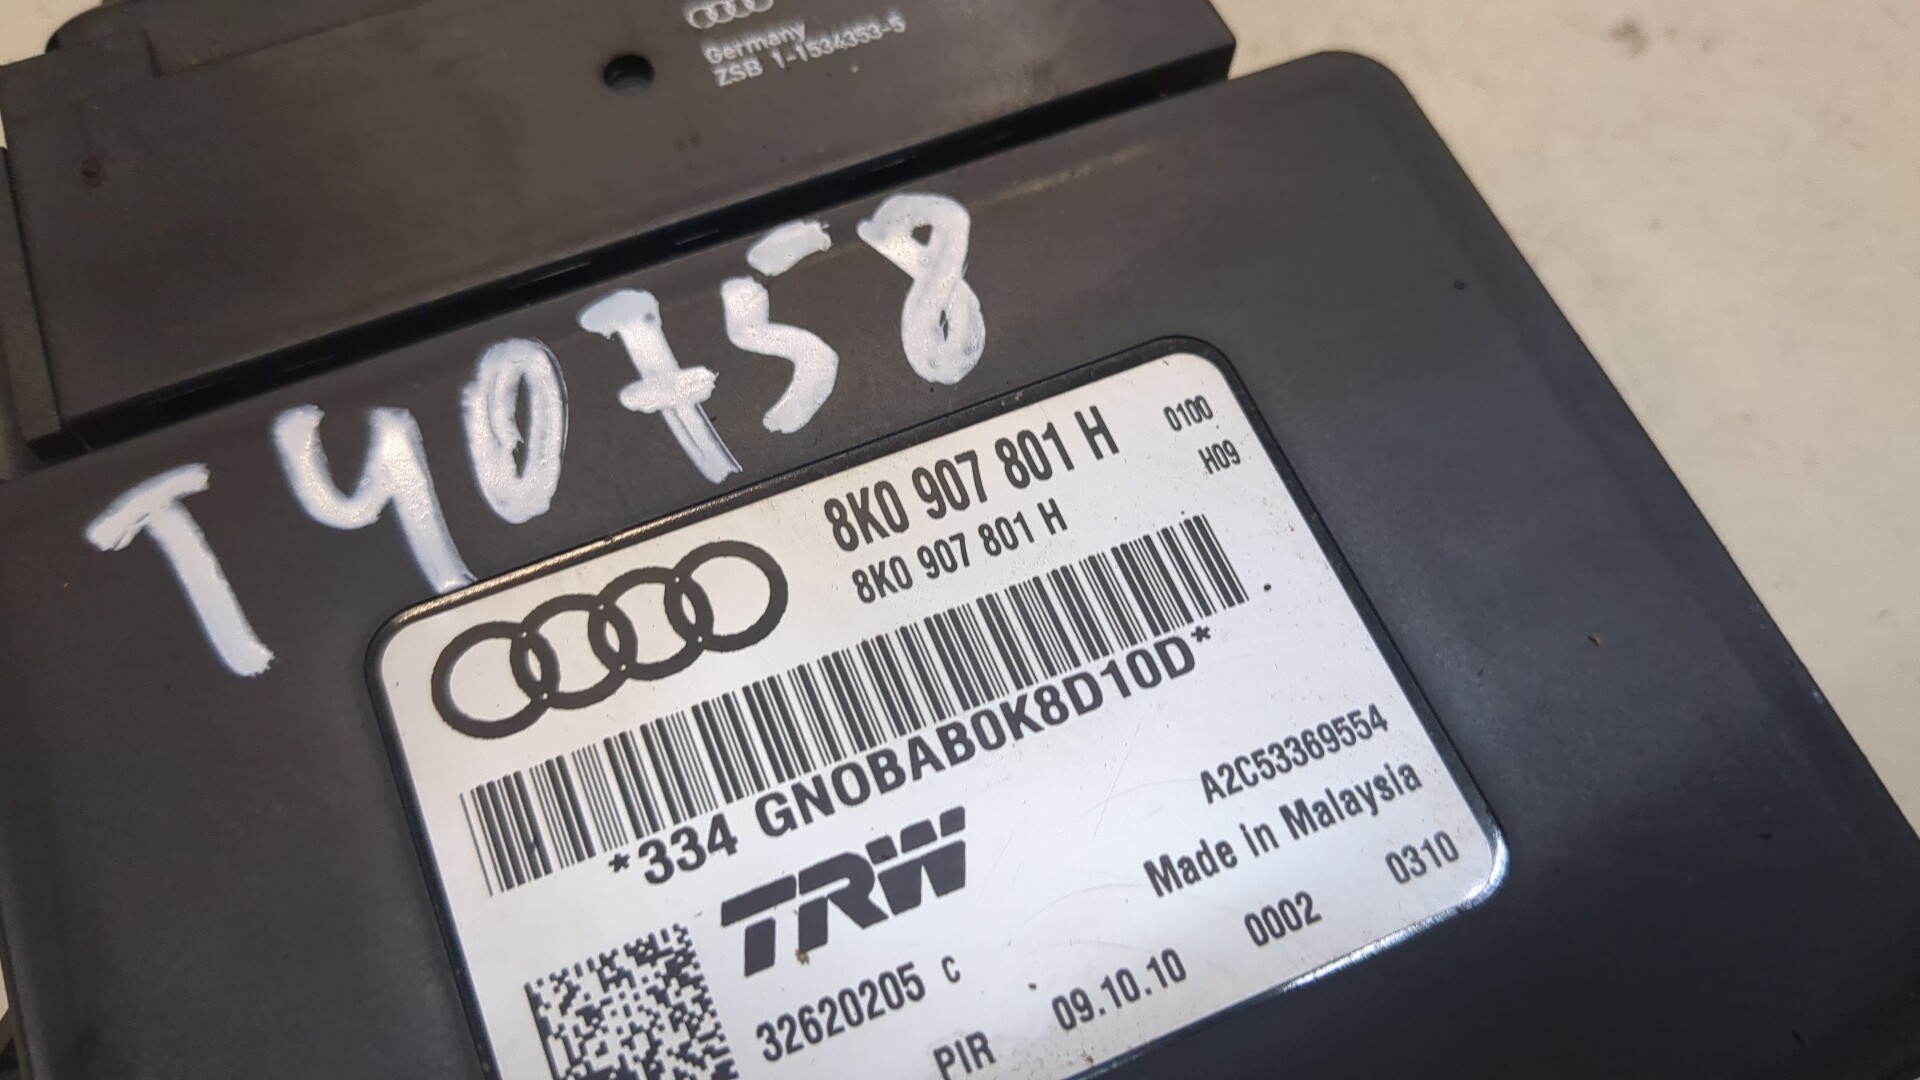 Germany
ZSB 1-1534353-5
T40758
8K0 907 801 H
0100
8K0 907 801 H
H09
*334 GNOBAB0K8D10D*
TRW
A2C53369554
Made in Malaysia
32620205 C
0002
0310
PIR
09.10.10